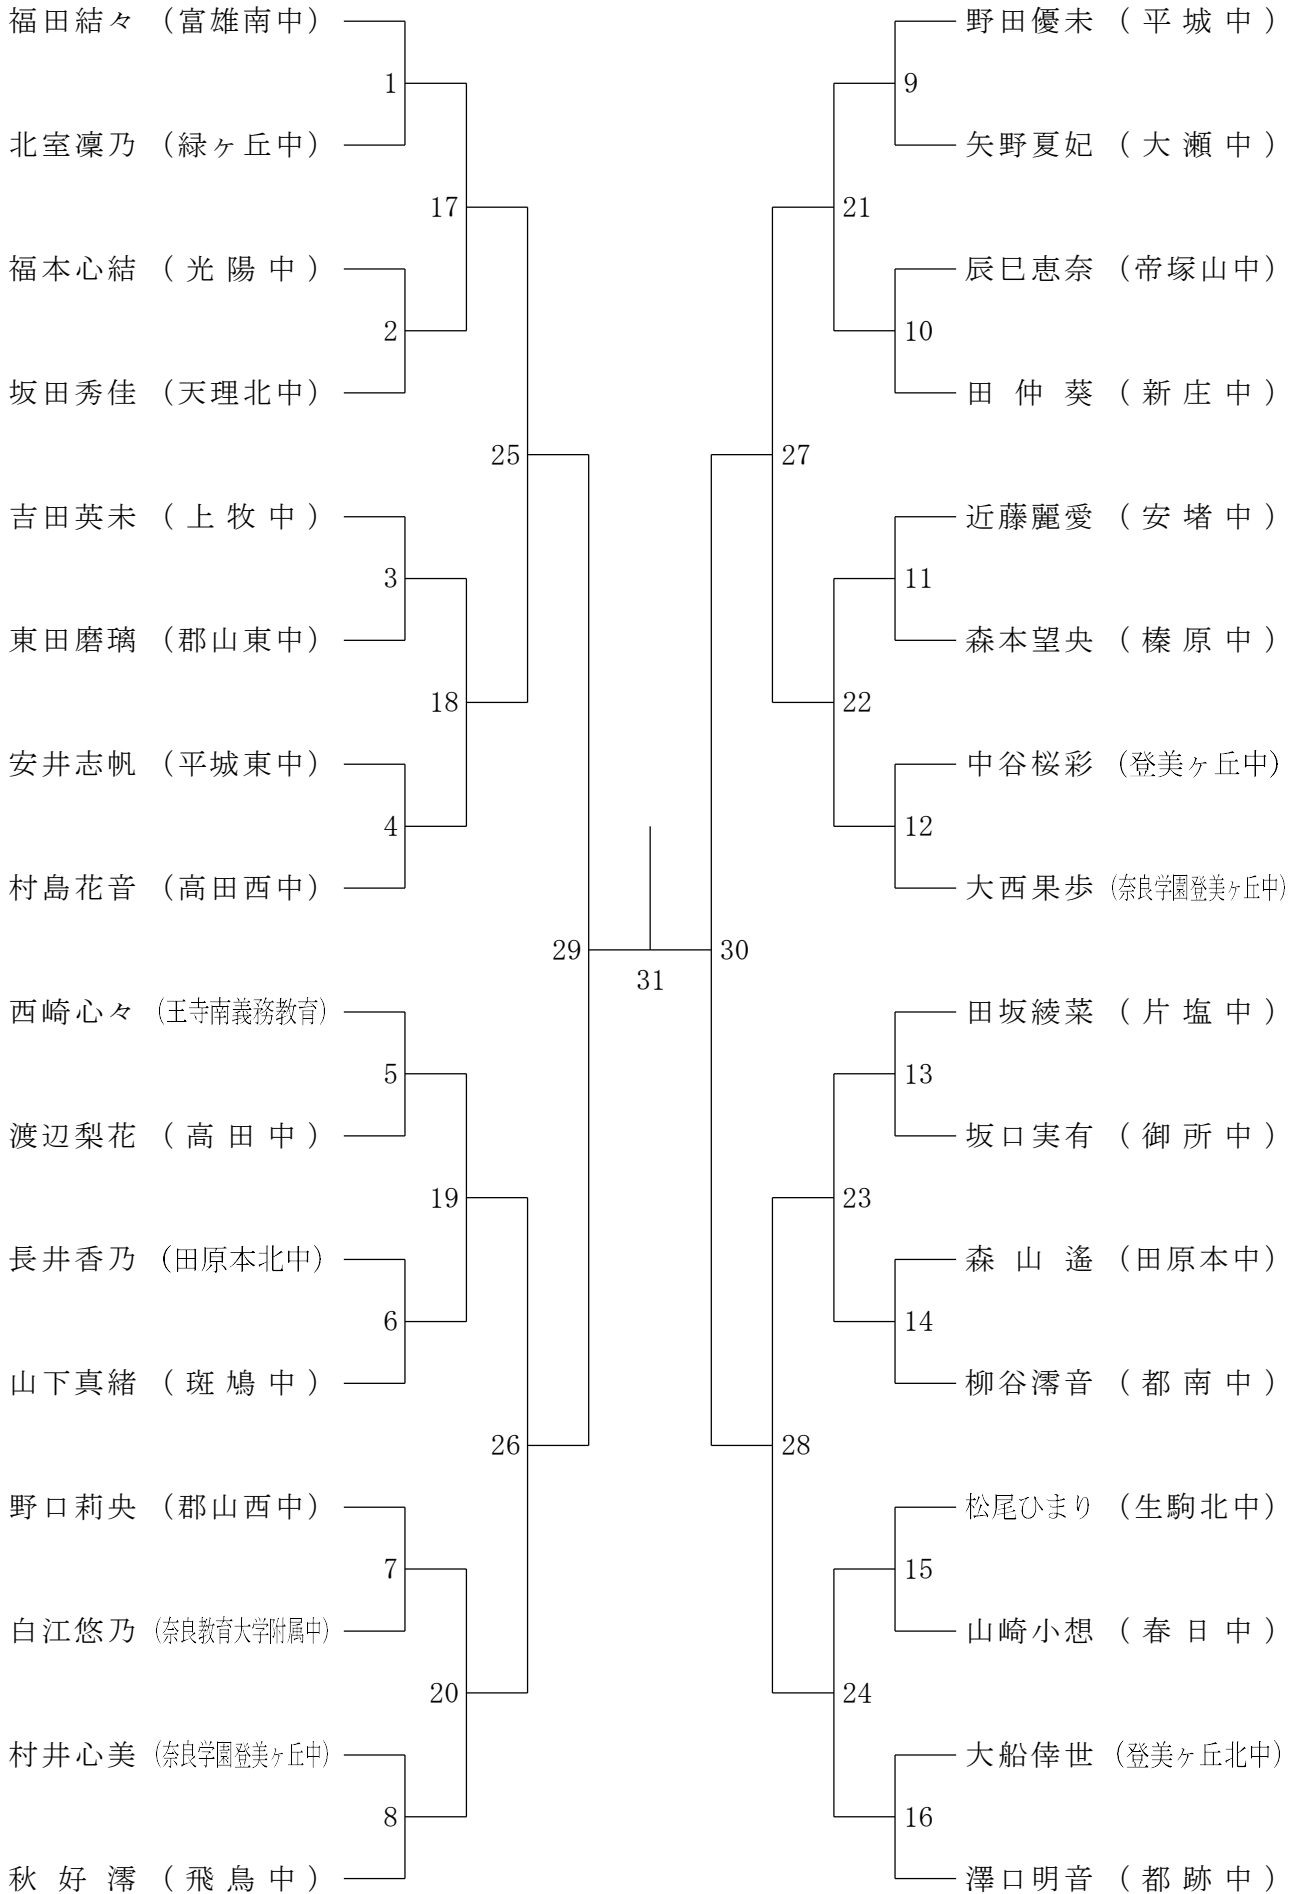 福田結々 (富雄南中)
1
北室凜乃 (緑ヶ丘中)
17
福本心結 (光陽中)
2
坂田秀佳 (天理北中)
25
吉田英未 (上牧中)
3
東田磨璃 (郡山東中)
18
安井志帆 (平城東中)
4
村島花音 (高田西中)
29
西崎心々 (王寺南義務教育)
5
渡辺梨花 (高田中)
19
長井香乃 (田原本北中)
6
山下真緒 (斑鳩中)
26
野口莉央 (郡山西中)
7
白江悠乃 (奈良教育大学附属中)
20
村井心美 (奈良学園登美ヶ丘中)
8
秋好澪 (飛鳥中)
31
野田優未 (平城中)
9
矢野夏妃 (大瀬中)
21
辰巳恵奈 (帝塚山中)
10
田仲葵 (新庄中)
27
近藤麗愛 (安堵中)
11
森本望央 (榛原中)
22
中谷桜彩 (登美ヶ丘中)
12
大西果歩 (奈良学園登美ヶ丘中)
30
田坂綾菜 (片塩中)
13
坂口実有 (御所中)
23
森山遙 (田原本中)
14
柳谷澪音 (都南中)
28
松尾ひまり (生駒北中)
15
山崎小想 (春日中)
24
大船倖世 (登美ヶ丘北中)
16
澤口明音 (都跡中)